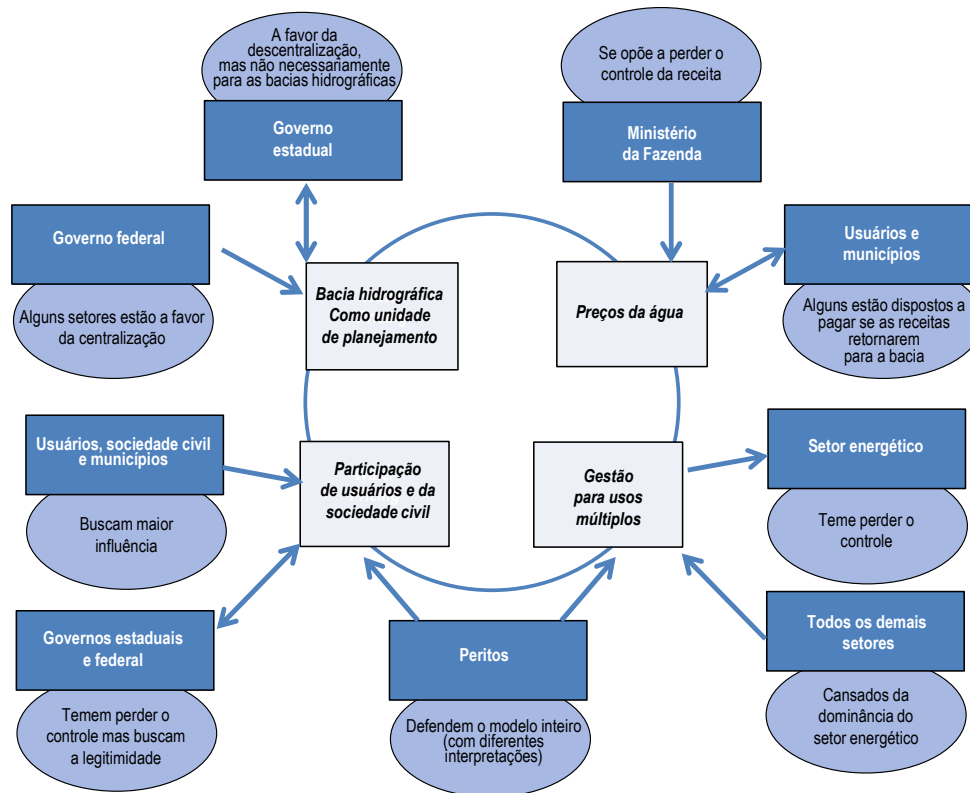 A favor da
descentralização,
mas não necessariamente
para as bacias hidrográficas
Governo
estadual
Se opõe a perder o
controle da receita
Ministério
da Fazenda
Governo federal
Alguns setores estão a favor
da centralização
Bacia hidrográfica
Como unidade
de planejamento
Preços da água
Usuários e
municípios
Alguns estão dispostos a
pagar se as receitas
retornarem
para a bacia
Usuários, sociedade civil
e municípios
Buscam maior
influência
Participação
de usuários e da
sociedade civil
Gestão
para usos
múltiplos
Setor energético
Teme perder o
controle
Governos estaduais
e federal
Temem perder o
controle mas buscam
a legitimidade
Peritos
Defendem o modelo inteiro
(com diferentes
interpretações)
Todos os demais
setores
Cansados da
dominância do
setor energético